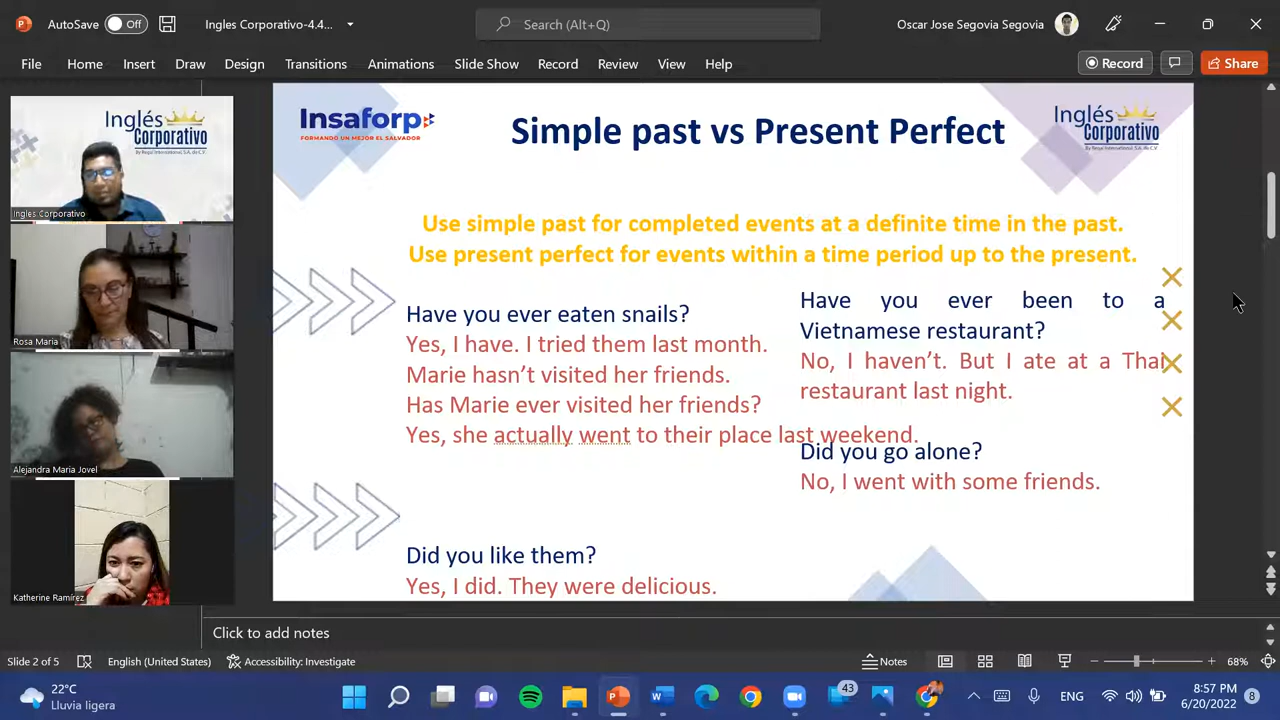 AutoSave
Off
Ingles Corporativo-4.4...
Search (Alt+Q)
Oscar Jose Segovia Segovia
File
Home
Insert
Draw
Design
Transitions
Animations
Slide Show
Record
Review
View
Help
Record
Share
Inglés
Corporativo
Ingles Corporativo
Rosa Maria
Alejandra Maria Jovel
Katherine Ramírez
Insaforp
FORMANDO UN MEJOR EL SALVADOR
Simple past vs Present Perfect
Inglés
Corporativo
By Regal International, S.A. de C.V.
Use simple past for completed events at a definite time in the past.
Use present perfect for events within a time period up to the present.
Have you ever eaten snails?
Yes, I have. I tried them last month.
Marie hasn't visited her friends.
Has Marie ever visited her friends?
Yes, she actually went to their place last weekend.
Did you like them?
Yes, I did. They were delicious.
Have you ever been to a
Vietnamese restaurant?
No, I haven't. But I ate at a Thai
restaurant last night.
Did you go alone?
No, I went with some friends.
Click to add notes
Slide 2 of 5
English (United States)
Accessibility: Investigate
Notes
68%
22°C
Lluvia ligera
43
ENG
8:57 PM
6/20/2022
8